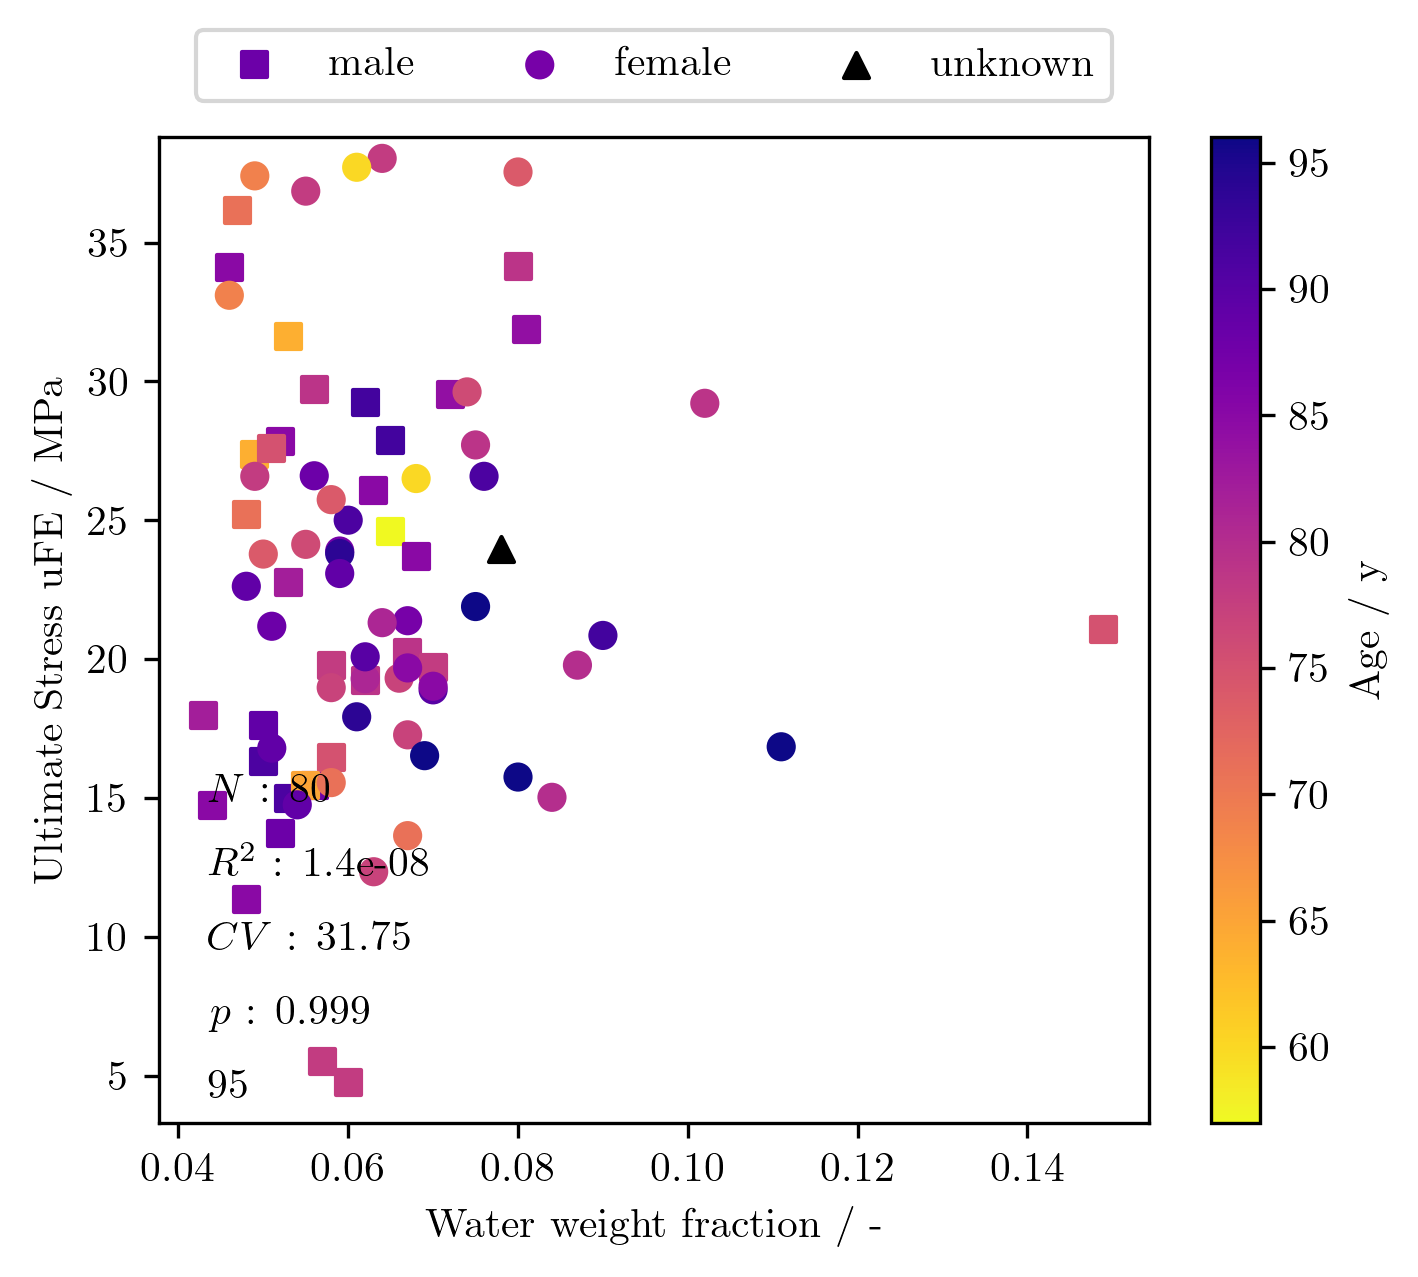 male female unknown
35
30
25
20
15
10
5
Ultimate Stress uFE / MPa
N : 80
R² : 1.4e-08
CV : 31.75
p : 0.999
95
0.04 0.06 0.08 0.10 0.12 0.14
Water weight fraction / -
95
90
85
80
75
70
65
60
Age / y